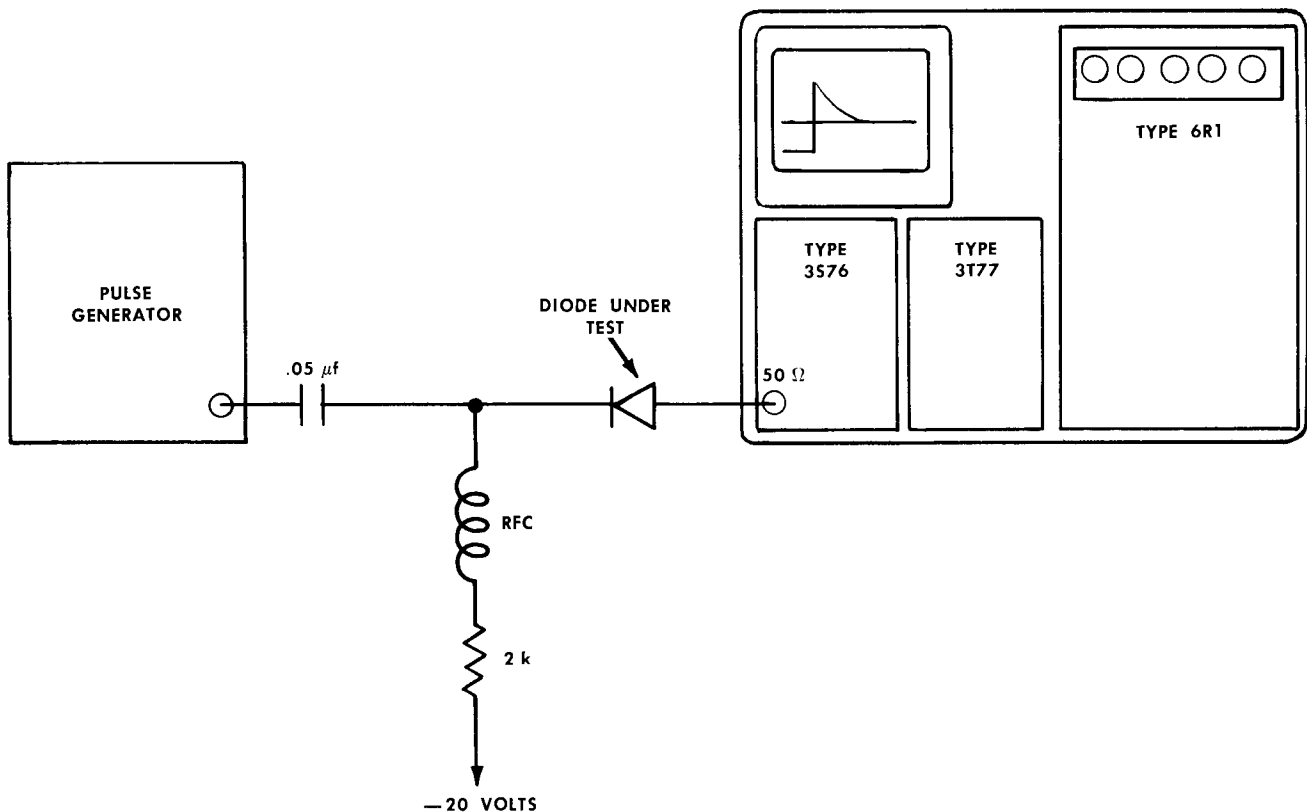 TYPE 6R1
PULSE
GENERATOR
TYPE
3S76
TYPE
3T77
DIODE UNDER
TEST
.05 μf
50 Ω
RFC
2 k
—20 VOLTS